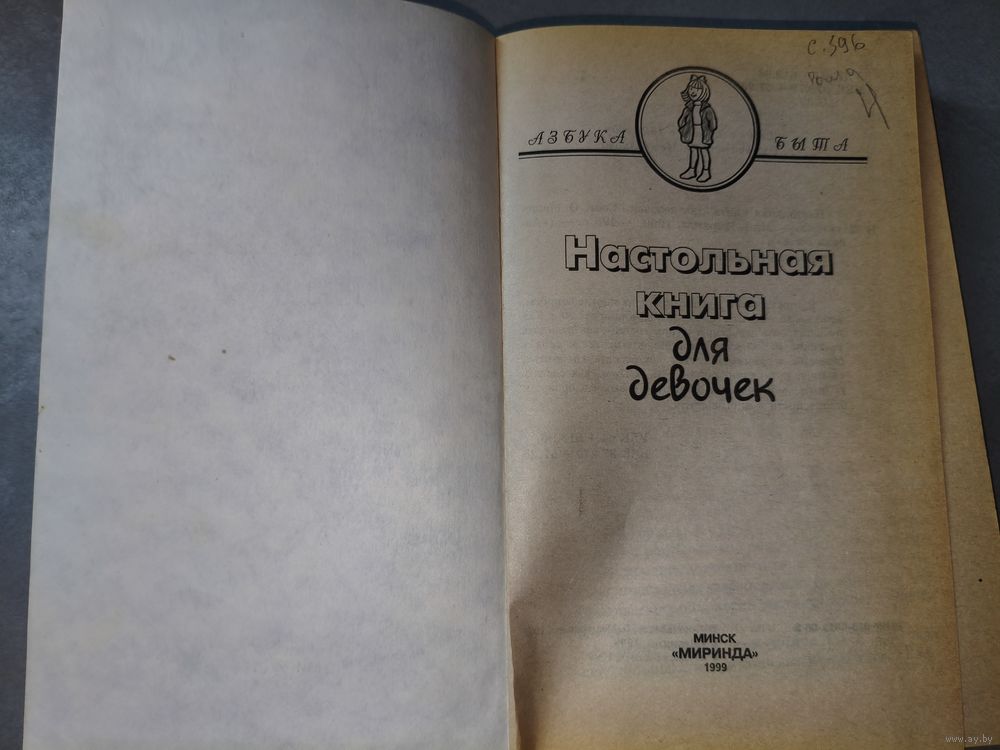 с. 396
АЗБУКА БЫТА
Настольная
книга
для
девочек
МИНСК
«МИРИНДА»
1999
www.ay.by